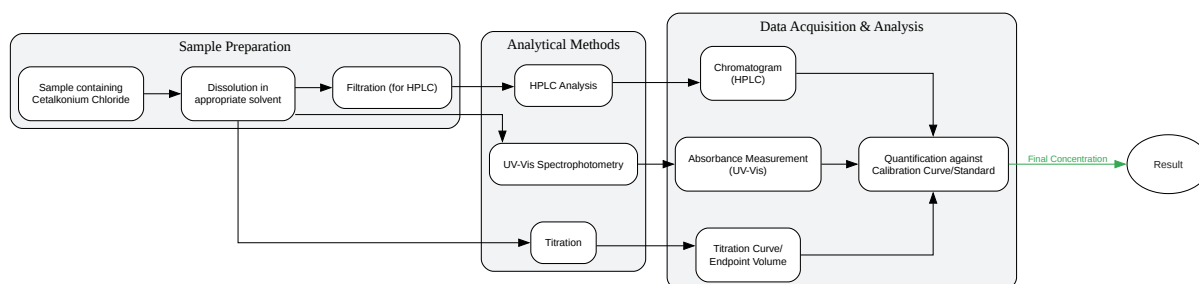 Sample Preparation
Sample containing
Cetalkonium Chloride
Dissolution in
appropriate solvent
Filtration (for HPLC)
Analytical Methods
HPLC Analysis
UV-Vis Spectrophotometry
Titration
Data Acquisition & Analysis
Chromatogram
(HPLC)
Absorbance Measurement
(UV-Vis)
Titration Curve/
Endpoint Volume
Quantification against
Calibration Curve/Standard
Final Concentration
Result